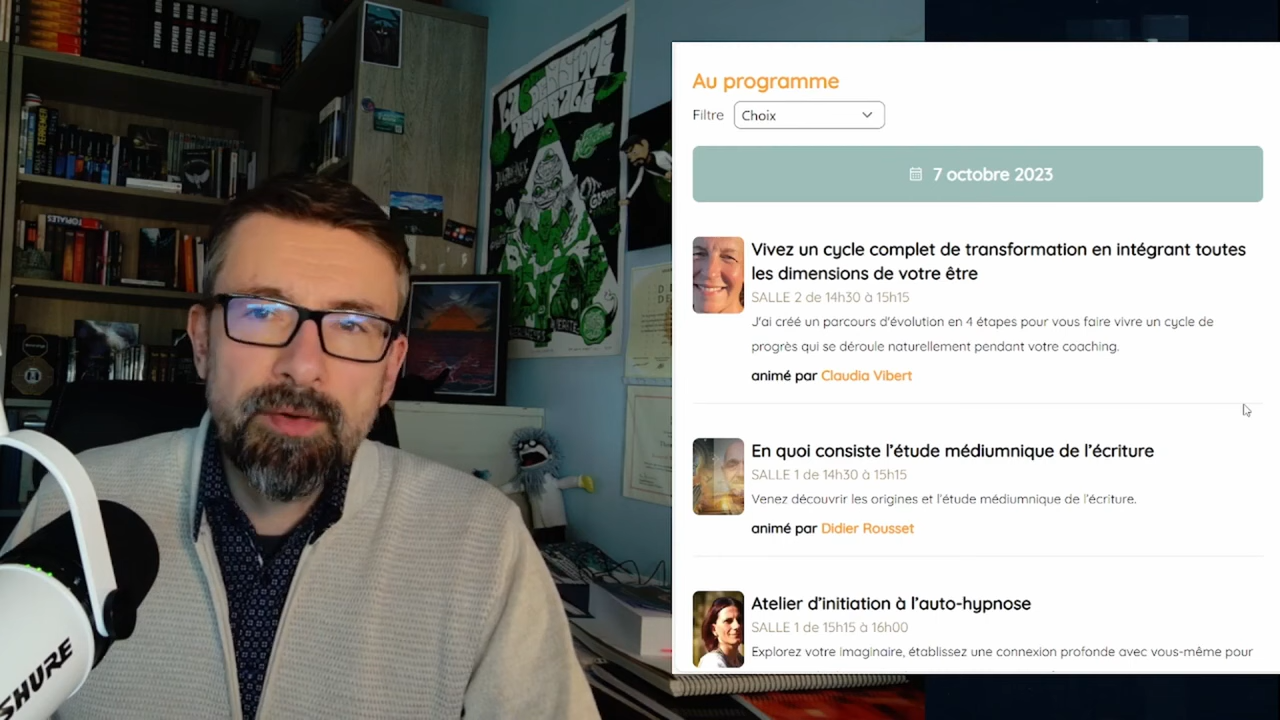 Au programme
Filtre
Choix
7 octobre 2023
Vivez un cycle complet de transformation en intégrant toutes
les dimensions de votre être
SALLE 2 de 14h30 à 15h15
J'ai créé un parcours d'évolution en 4 étapes pour vous faire vivre un cycle de
progrès qui se déroule naturellement pendant votre coaching.
animé par Claudia Vibert
En quoi consiste l'étude médiumnique de l'écriture
SALLE 1 de 14h30 à 15h15
Venez découvrir les origines et l'étude médiumnique de l'écriture.
animé par Didier Rousset
Atelier d'initiation à l'auto-hypnose
SALLE 1 de 15h15 à 16h00
Explorez votre imaginaire, établissez une connexion profonde avec vous-même pour
SHURE
STEPHEN
STEPHEN
STEPHEN